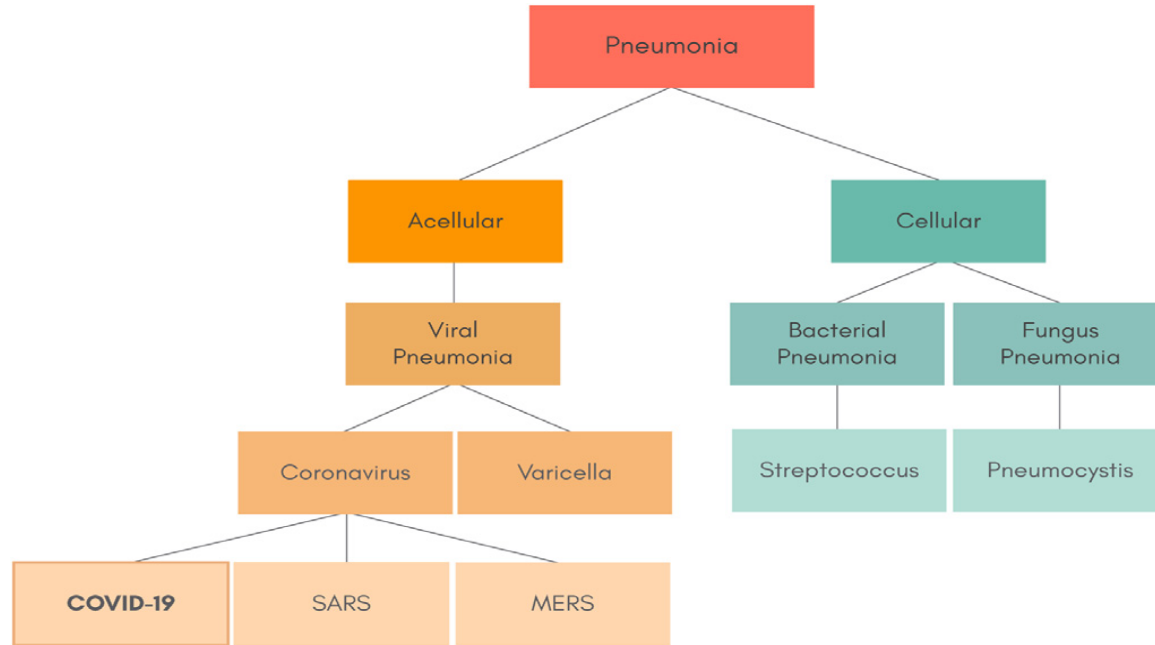 Pneumonia
Acellular
Cellular
Viral
Pneumonia
Bacterial
Pneumonia
Fungus
Pneumonia
Coronavirus
Varicella
Streptococcus
Pneumocystis
COVID-19
SARS
MERS